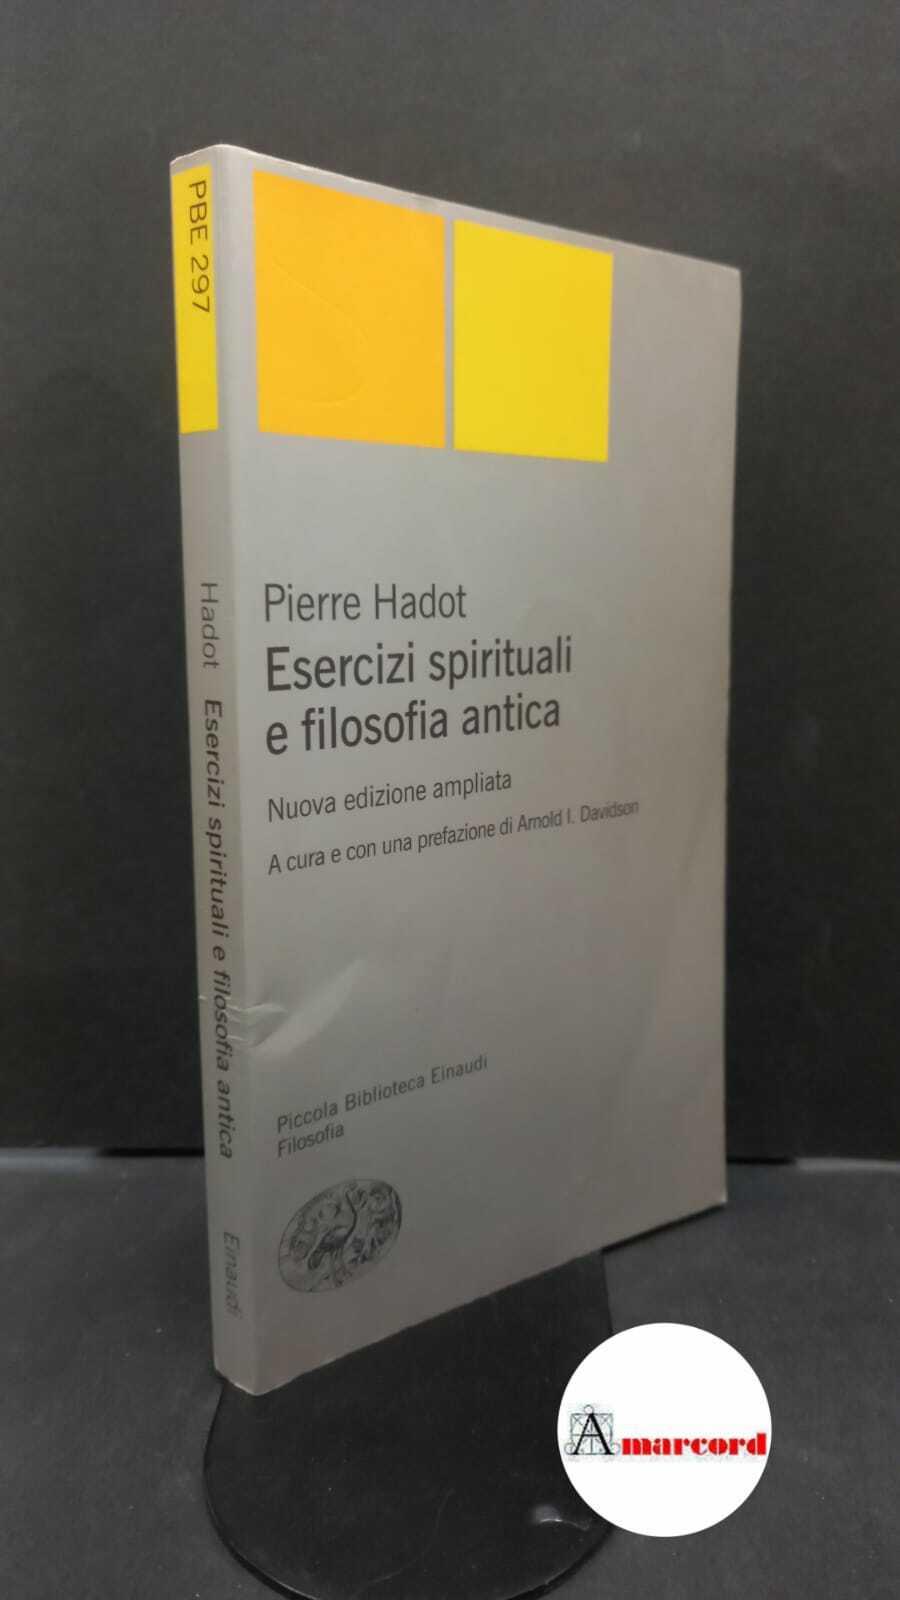 PBE 297
Hadot Esercizi spirituali e filosofia antica Einaudi
Pierre Hadot
Esercizi spirituali
e filosofia antica
Nuova edizione ampliata
A cura e con una prefazione di Arnold I. Davidson
Piccola Biblioteca Einaudi
Filosofia
Amarcord